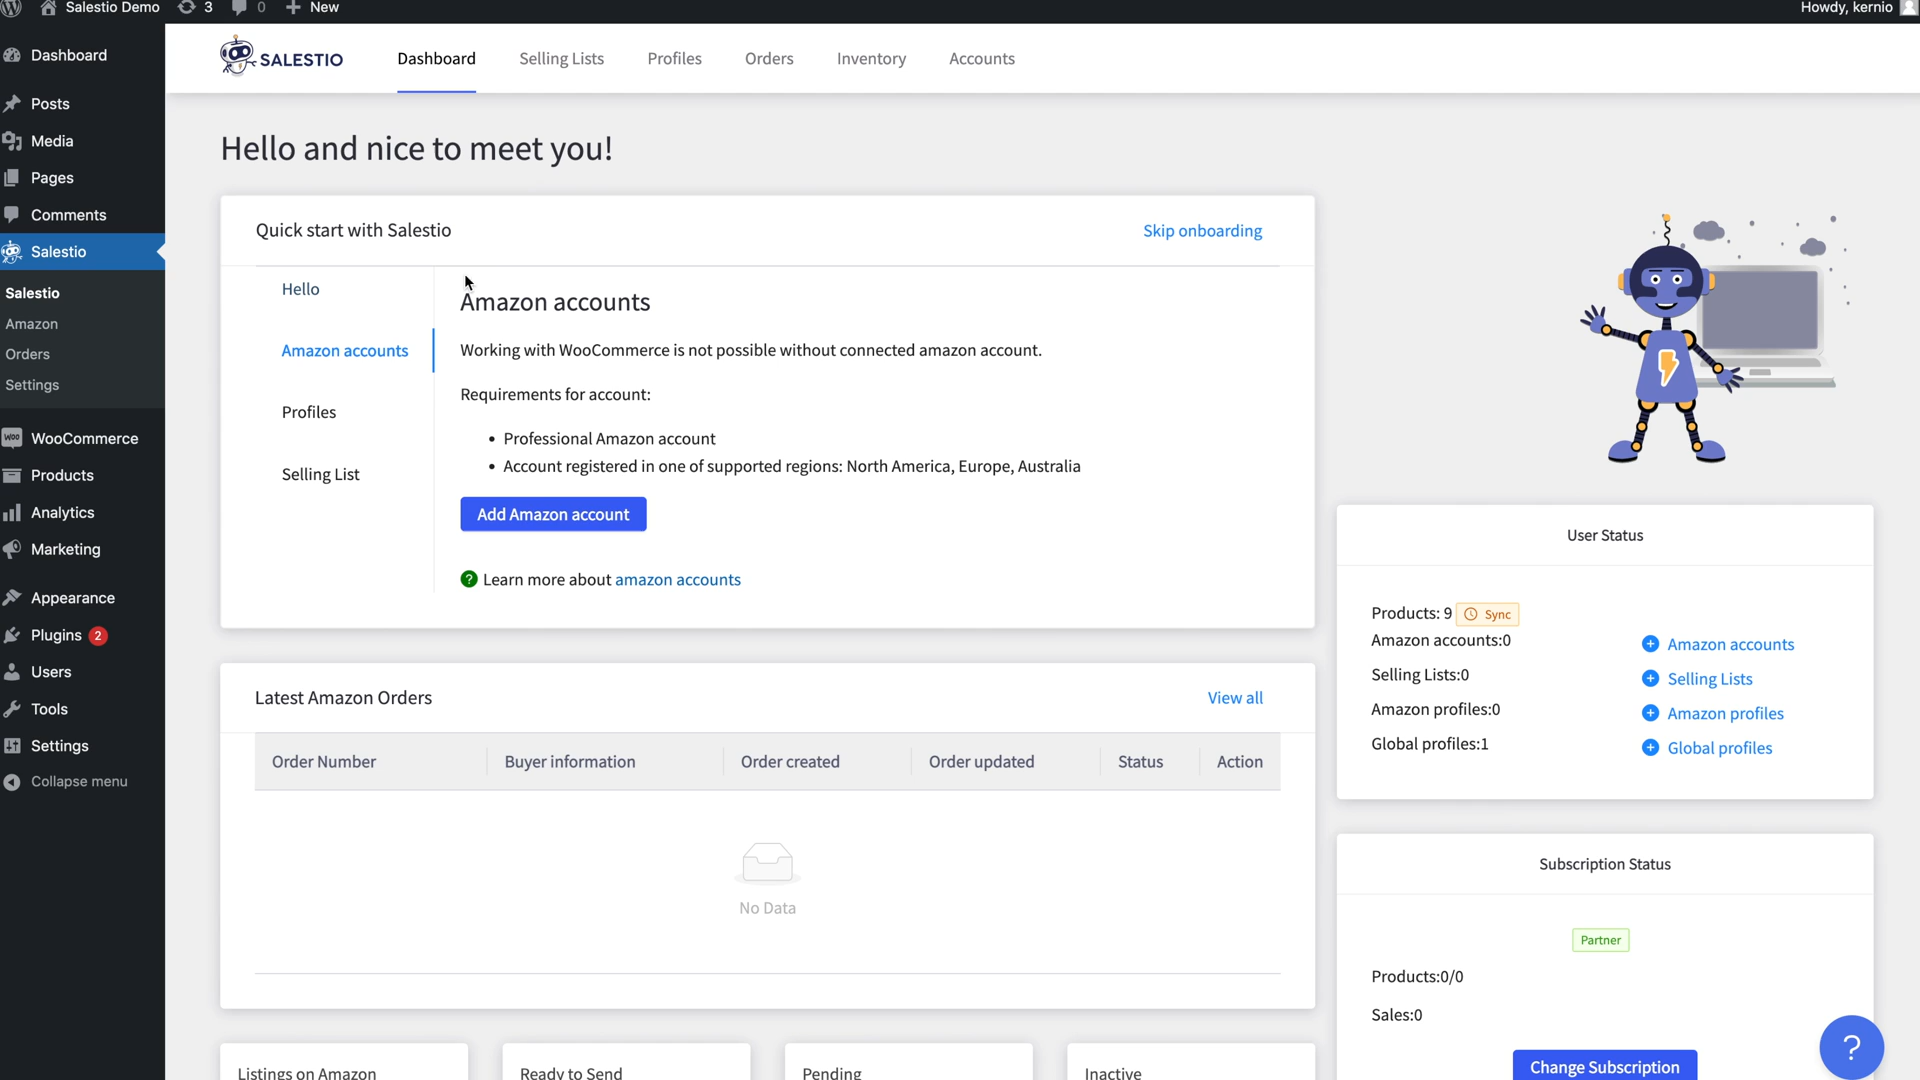 Salestio Demo 3 0 New Howdy, kernio
SALESTIO Dashboard Selling Lists Profiles Orders Inventory Accounts
Dashboard
Posts
Media
Pages
Comments
Salestio
Salestio
Amazon
Orders
Settings
WOO WooCommerce
Products
Analytics
Marketing
Appearance
Plugins 2
Users
Tools
Settings
Collapse menu
Hello and nice to meet you!
Quick start with Salestio Skip onboarding
Hello
Amazon accounts
Profiles
Selling List
Amazon accounts
Working with WooCommerce is not possible without connected amazon account.
Requirements for account:
• Professional Amazon account
• Account registered in one of supported regions: North America, Europe, Australia
Add Amazon account
? Learn more about amazon accounts
Latest Amazon Orders View all
Order Number Buyer information Order created Order updated Status Action
No Data
Listings on Amazon Ready to Send Pending Inactive
User Status
Products: 9 Sync
Amazon accounts:0
Selling Lists:0
Amazon profiles:0
Global profiles:1
+ Amazon accounts
+ Selling Lists
+ Amazon profiles
+ Global profiles
Subscription Status
Partner
Products:0/0
Sales:0
Change Subscription
?